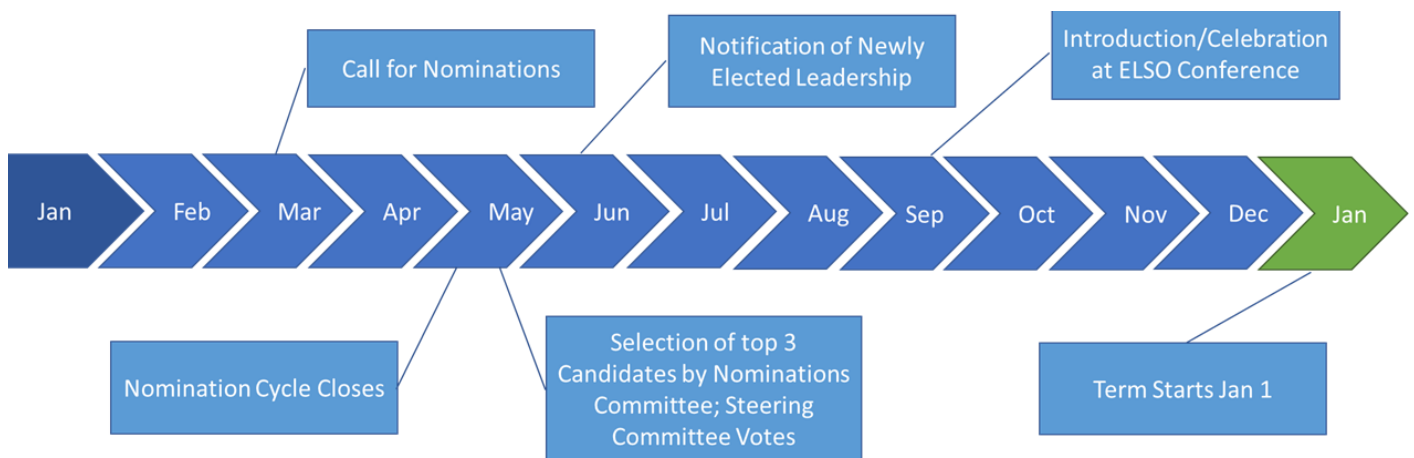 Call for Nominations
Notification of Newly
Elected Leadership
Introduction/Celebration
at ELSO Conference
Jan
Feb
Mar
Apr
May
Jun
Jul
Aug
Sep
Oct
Nov
Dec
Jan
Nomination Cycle Closes
Selection of top 3
Candidates by Nominations
Committee; Steering
Committee Votes
Term Starts Jan 1